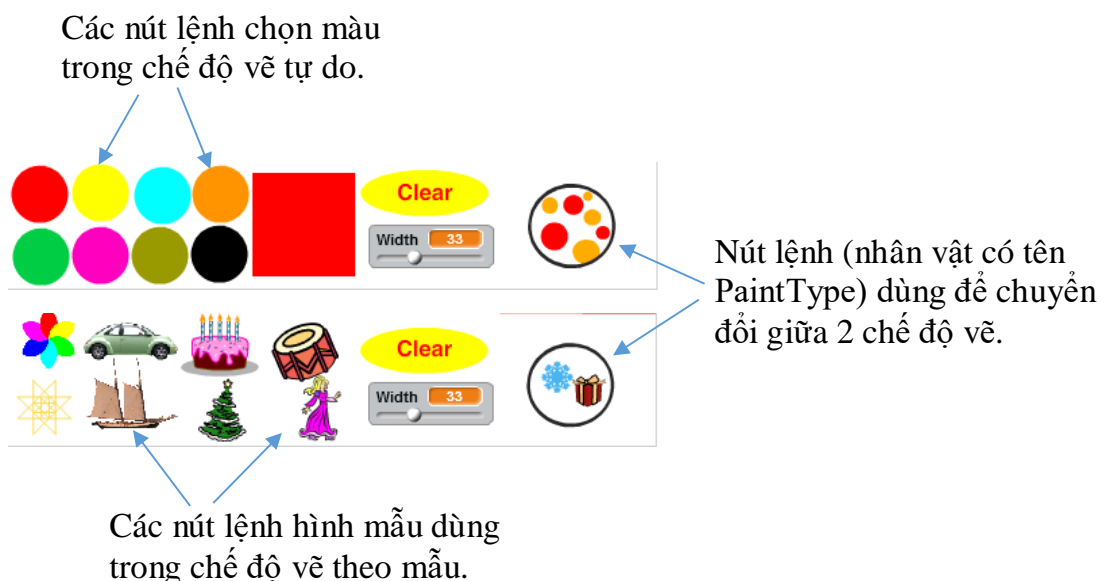 Các nút lệnh chọn màu
trong chế độ vẽ tự do.
Clear
Width 33
Nút lệnh (nhân vật có tên
PaintType) dùng để chuyển
đổi giữa 2 chế độ vẽ.
Clear
Width 33
Các nút lệnh hình mẫu dùng
trong chế độ vẽ theo mẫu.